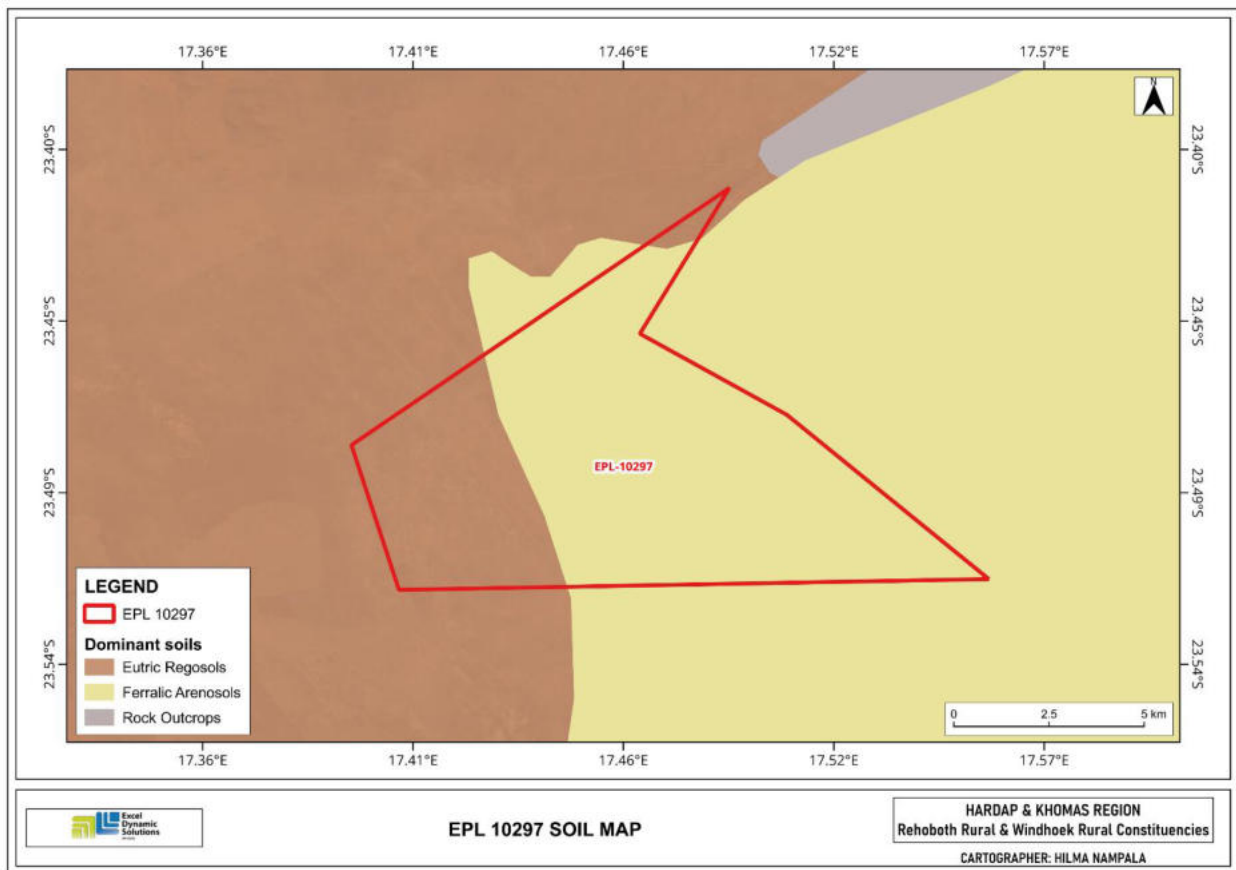 17.36°E 17.41°E 17.46°E 17.52°E 17.57°E
N
23.40°S 23.40°S
23.45°S 23.45°S
EPL-10297
23.49°S 23.49°S
LEGEND
EPL 10297
Dominant soils
Eutric Regosols
Ferralic Arenosols
Rock Outcrops
23.54°S 23.54°S
0 2.5 5 km
17.36°E 17.41°E 17.46°E 17.52°E 17.57°E
Excel
Dynamic
Solutions
EPL 10297 SOIL MAP
HARDAP & KHOMAS REGION
Rehoboth Rural & Windhoek Rural Constituencies
CARTOGRAPHER: HILMA NAMPALA